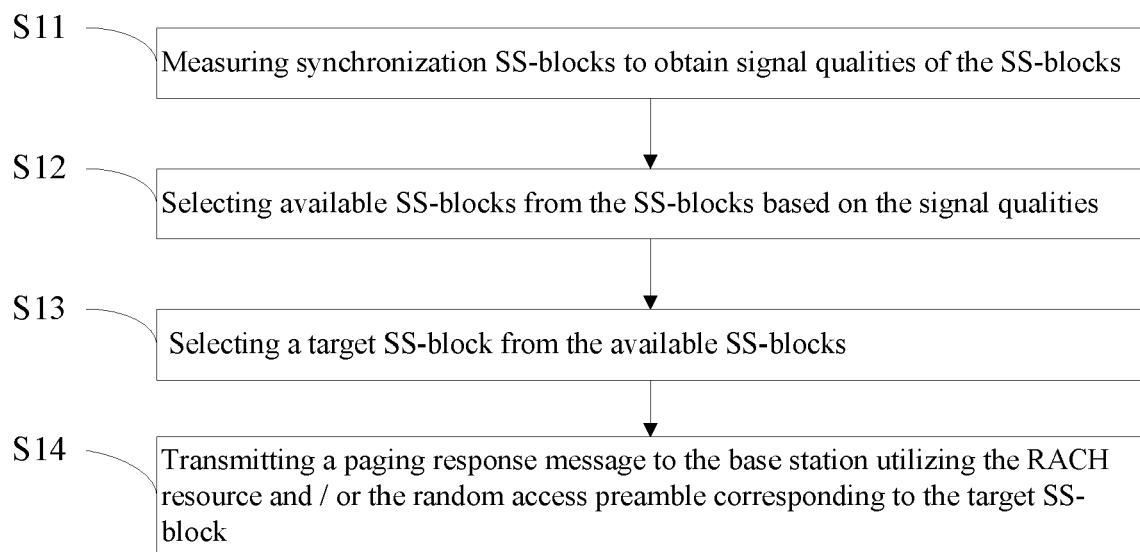 S11
Measuring synchronization SS-blocks to obtain signal qualities of the SS-blocks
S12
Selecting available SS-blocks from the SS-blocks based on the signal qualities
S13
Selecting a target SS-block from the available SS-blocks
S14
Transmitting a paging response message to the base station utilizing the RACH
resource and / or the random access preamble corresponding to the target SS-
block